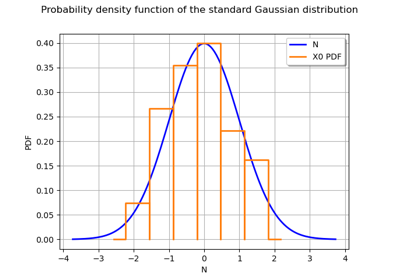 Probability density function of the standard Gaussian distribution
0.40
0.35
0.30
0.25
0.20
0.15
0.10
0.05
0.00
PDF
N
X0 PDF
−4 −3 −2 −1 0 1 2 3 4
N